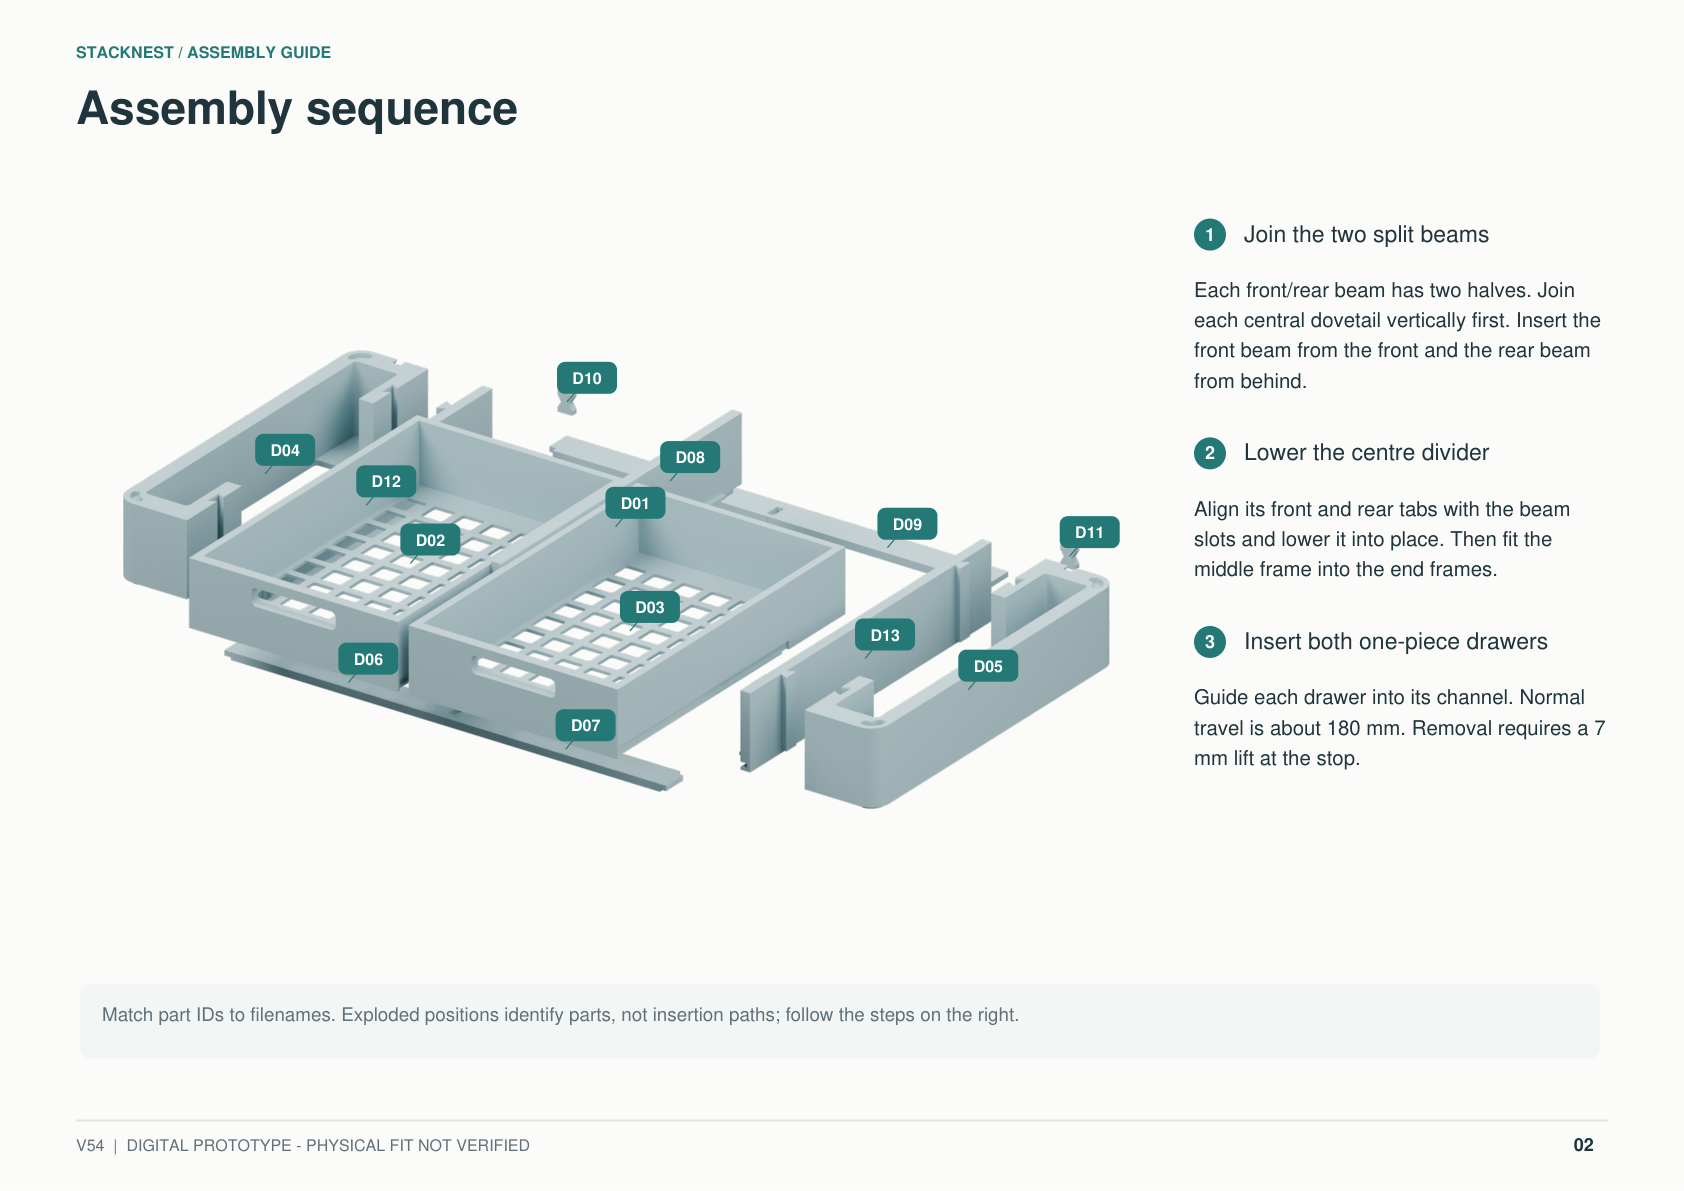 STACKNEST / ASSEMBLY GUIDE
Assembly sequence
D10
D04
D08
D12
D01
D09
D11
D02
D03
D13
D06
D05
D07
1 Join the two split beams
Each front/rear beam has two halves. Join
each central dovetail vertically first. Insert the
front beam from the front and the rear beam
from behind.
2 Lower the centre divider
Align its front and rear tabs with the beam
slots and lower it into place. Then fit the
middle frame into the end frames.
3 Insert both one-piece drawers
Guide each drawer into its channel. Normal
travel is about 180 mm. Removal requires a 7
mm lift at the stop.
Match part IDs to filenames. Exploded positions identify parts, not insertion paths; follow the steps on the right.
V54 | DIGITAL PROTOTYPE - PHYSICAL FIT NOT VERIFIED
02